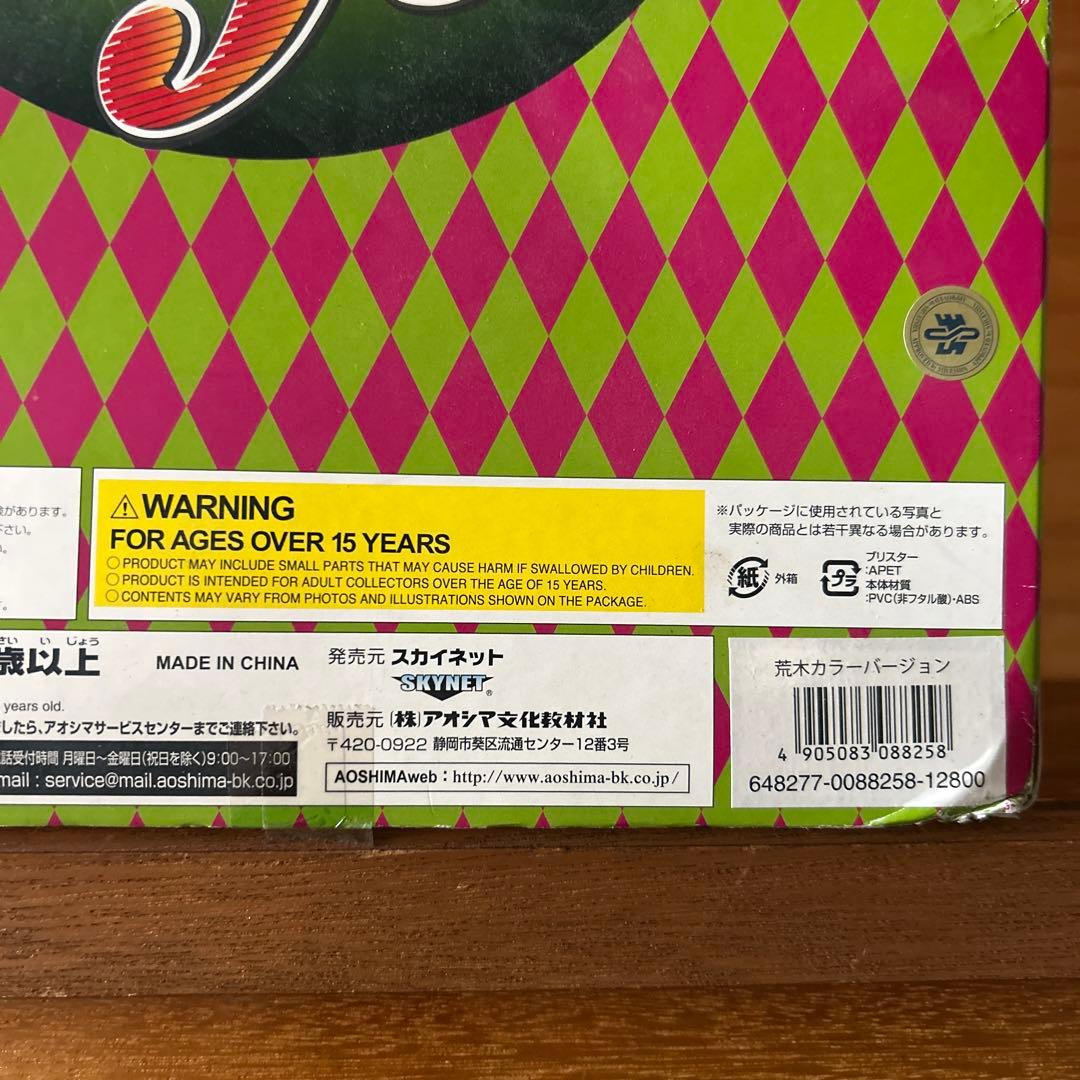 があります。
下さい。
。
す。
⚠WARNING
FOR AGES OVER 15 YEARS
○PRODUCT MAY INCLUDE SMALL PARTS THAT MAY CAUSE HARM IF SWALLOWED BY CHILDREN.
○PRODUCT IS INTENDED FOR ADULT COLLECTORS OVER THE AGE OF 15 YEARS.
○CONTENTS MAY VARY FROM PHOTOS AND ILLUSTRATIONS SHOWN ON THE PACKAGE.
※パッケージに使用されている写真と
実際の商品とは若干異なる場合があります。
紙 外箱
プラ
ブリスター
:APET
本体材質
:PVC(非フタル酸)・ABS
さい い じょう
歳以上
MADE IN CHINA
years old.
したら、アオシマサービスセンターまでご連絡下さい。
話受付時間 月曜日〜金曜日(祝日を除く)9:00〜17:00
mail : service@mail.aoshima-bk.co.jp
発売元 スカイネット
SKYNET®
販売元 (株)アオシマ文化教材社
〒420-0922 静岡市葵区流通センター12番3号
AOSHIMAweb : http://www.aoshima-bk.co.jp/
荒木カラーバージョン
4 905083 088258
648277-0088258-12800